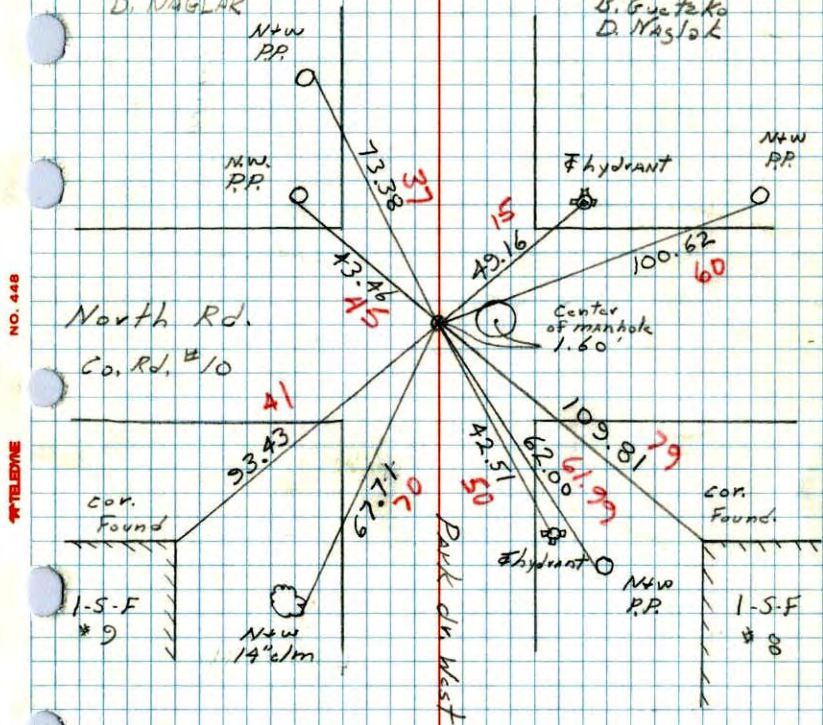 D. NAGLAK
B. Guetzko
D. Naglak
N+W
P.P.
73.38
37
N.W.
P.P.
43.46
45
℄ hydrant
15
49.16
N+W
P.P.
100.62
60
Center
of manhole
1.60'
North Rd.
Co. Rd. #10
NO. 448
TELEDYNE
41
93.43
67.71
70
42.51
50
62.00
61.99
109.81
79
cor.
Found
cor.
Found.
℄ hydrant
N+W
P.P.
1-S-F
#9
N+W
14" elm
1-S-F
#8
Park dr West